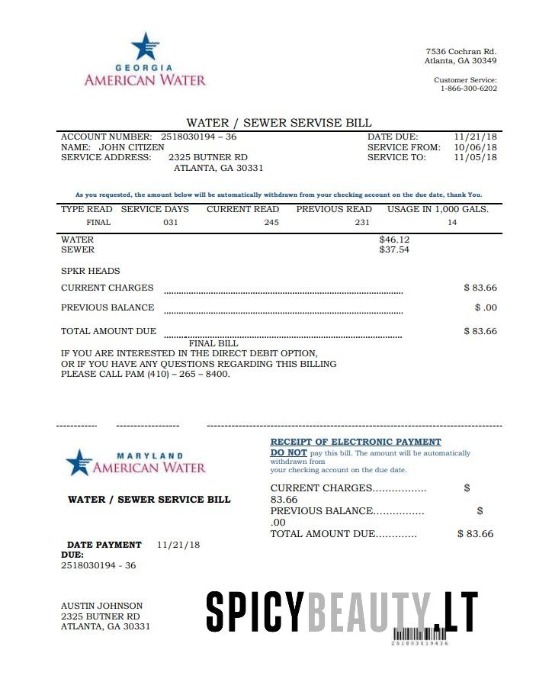 GEORGIA
AMERICAN WATER
7536 Cochran Rd.
Atlanta, GA 30349
Customer Service:
1-866-300-6202
WATER / SEWER SERVISE BILL
ACCOUNT NUMBER: 2518030194 – 36
DATE DUE: 11/21/18
NAME: JOHN CITIZEN
SERVICE FROM: 10/06/18
SERVICE ADDRESS: 2325 BUTNER RD
SERVICE TO: 11/05/18
ATLANTA, GA 30331
As you requested, the amount below will be automatically withdrawn from your checking account on the due date, thank You.
TYPE READ SERVICE DAYS CURRENT READ PREVIOUS READ USAGE IN 1,000 GALS.
FINAL 031 245 231 14
WATER $46.12
SEWER $37.54
SPKR HEADS
CURRENT CHARGES $ 83.66
PREVIOUS BALANCE $ .00
TOTAL AMOUNT DUE $ 83.66
FINAL BILL
IF YOU ARE INTERESTED IN THE DIRECT DEBIT OPTION,
OR IF YOU HAVE ANY QUESTIONS REGARDING THIS BILLING
PLEASE CALL PAM (410) – 265 – 8400.
MARYLAND
AMERICAN WATER
WATER / SEWER SERVICE BILL
DATE PAYMENT 11/21/18
DUE:
2518030194 - 36
RECEIPT OF ELECTRONIC PAYMENT
DO NOT pay this bill. The amount will be automatically
withdrawn from
your checking account on the due date.
CURRENT CHARGES................. $
83.66
PREVIOUS BALANCE................ $
.00
TOTAL AMOUNT DUE............. $ 83.66
AUSTIN JOHNSON
2325 BUTNER RD
ATLANTA, GA 30331
SPICYBEAUTY.LT